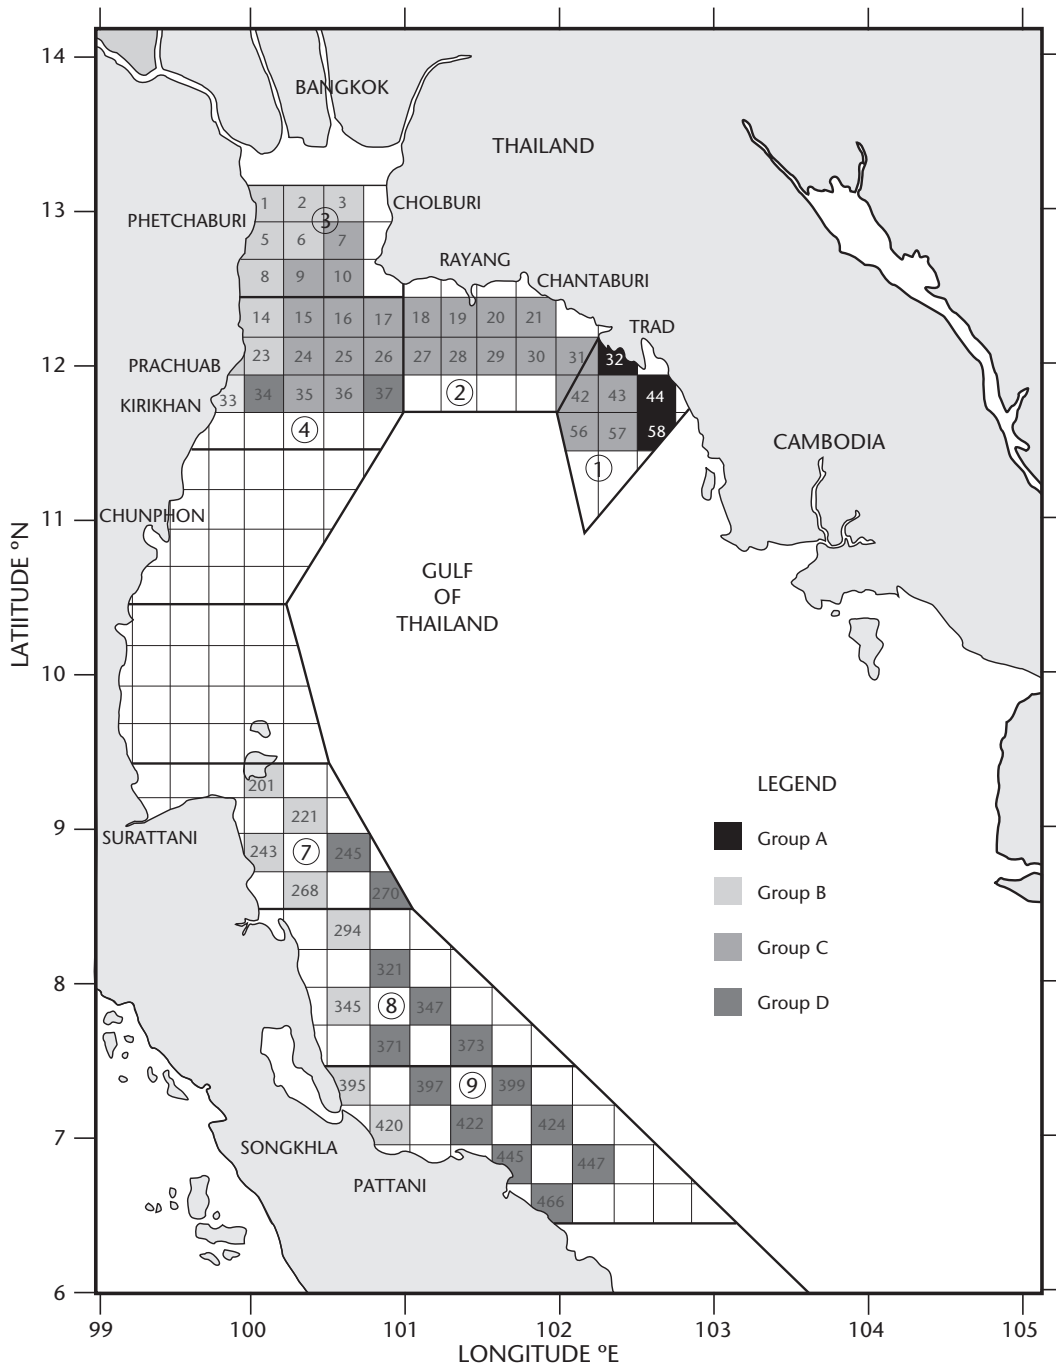 14
BANGKOK
THAILAND
13
PHETCHABURI
1 2 3
③
CHOLBURI
5 6 7
RAYANG
8 9 10
CHANTABURI
14 15 16 17 18 19 20 21
TRAD
12
PRACHUAB
23 24 25 26 27 28 29 30 31 32
KIRIKHAN
33 34 35 36 37
②
42 43 44
④
56 57 58
CAMBODIA
①
11
CHUNPHON
GULF
OF
THAILAND
LATIITUDE ºN
10
201
LEGEND
221
9
SURATTANI
Group A
243 ⑦ 245
268 270
Group B
294
Group C
321
8
345 ⑧ 347
Group D
371 373
395 397 ⑨ 399
7
420 422 424
SONGKHLA
445 447
PATTANI
466
6
99 100 101 102 103 104 105
LONGITUDE ºE